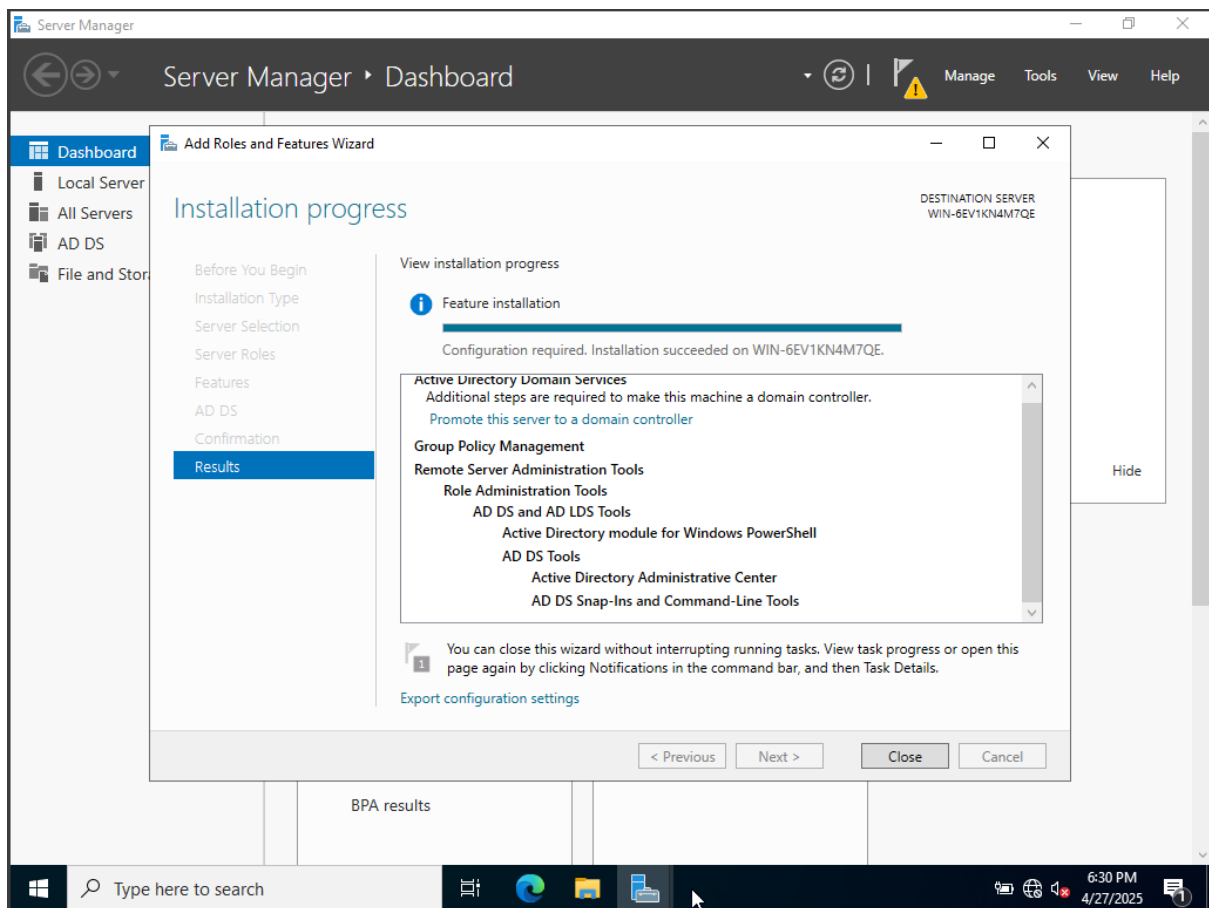 Server Manager
Server Manager ‣ Dashboard
Manage Tools View Help
Dashboard
Local Server
All Servers
AD DS
File and Stor
Add Roles and Features Wizard
Installation progress
DESTINATION SERVER
WIN-6EV1KN4M7QE
Before You Begin
Installation Type
Server Selection
Server Roles
Features
AD DS
Confirmation
Results
View installation progress
Feature installation
Configuration required. Installation succeeded on WIN-6EV1KN4M7QE.
Active Directory Domain Services
Additional steps are required to make this machine a domain controller.
Promote this server to a domain controller
Group Policy Management
Remote Server Administration Tools
Role Administration Tools
AD DS and AD LDS Tools
Active Directory module for Windows PowerShell
AD DS Tools
Active Directory Administrative Center
AD DS Snap-Ins and Command-Line Tools
1
You can close this wizard without interrupting running tasks. View task progress or open this
page again by clicking Notifications in the command bar, and then Task Details.
Export configuration settings
< Previous
Next >
Close
Cancel
Hide
BPA results
Type here to search
6:30 PM
4/27/2025
1